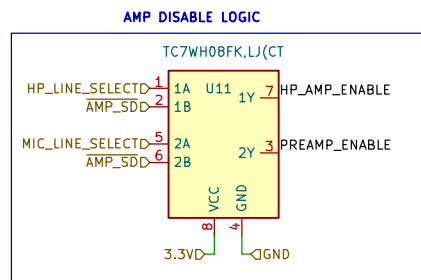 AMP DISABLE LOGIC
TC7WH08FK,LJ(CT
HP_LINE_SELECT 1 1A U11 1Y 7 HP_AMP_ENABLE
AMP_SD 2 1B
MIC_LINE_SELECT 5 2A 2Y 3 PREAMP_ENABLE
AMP_SD 6 2B
VCC GND
8 4
3.3V GND